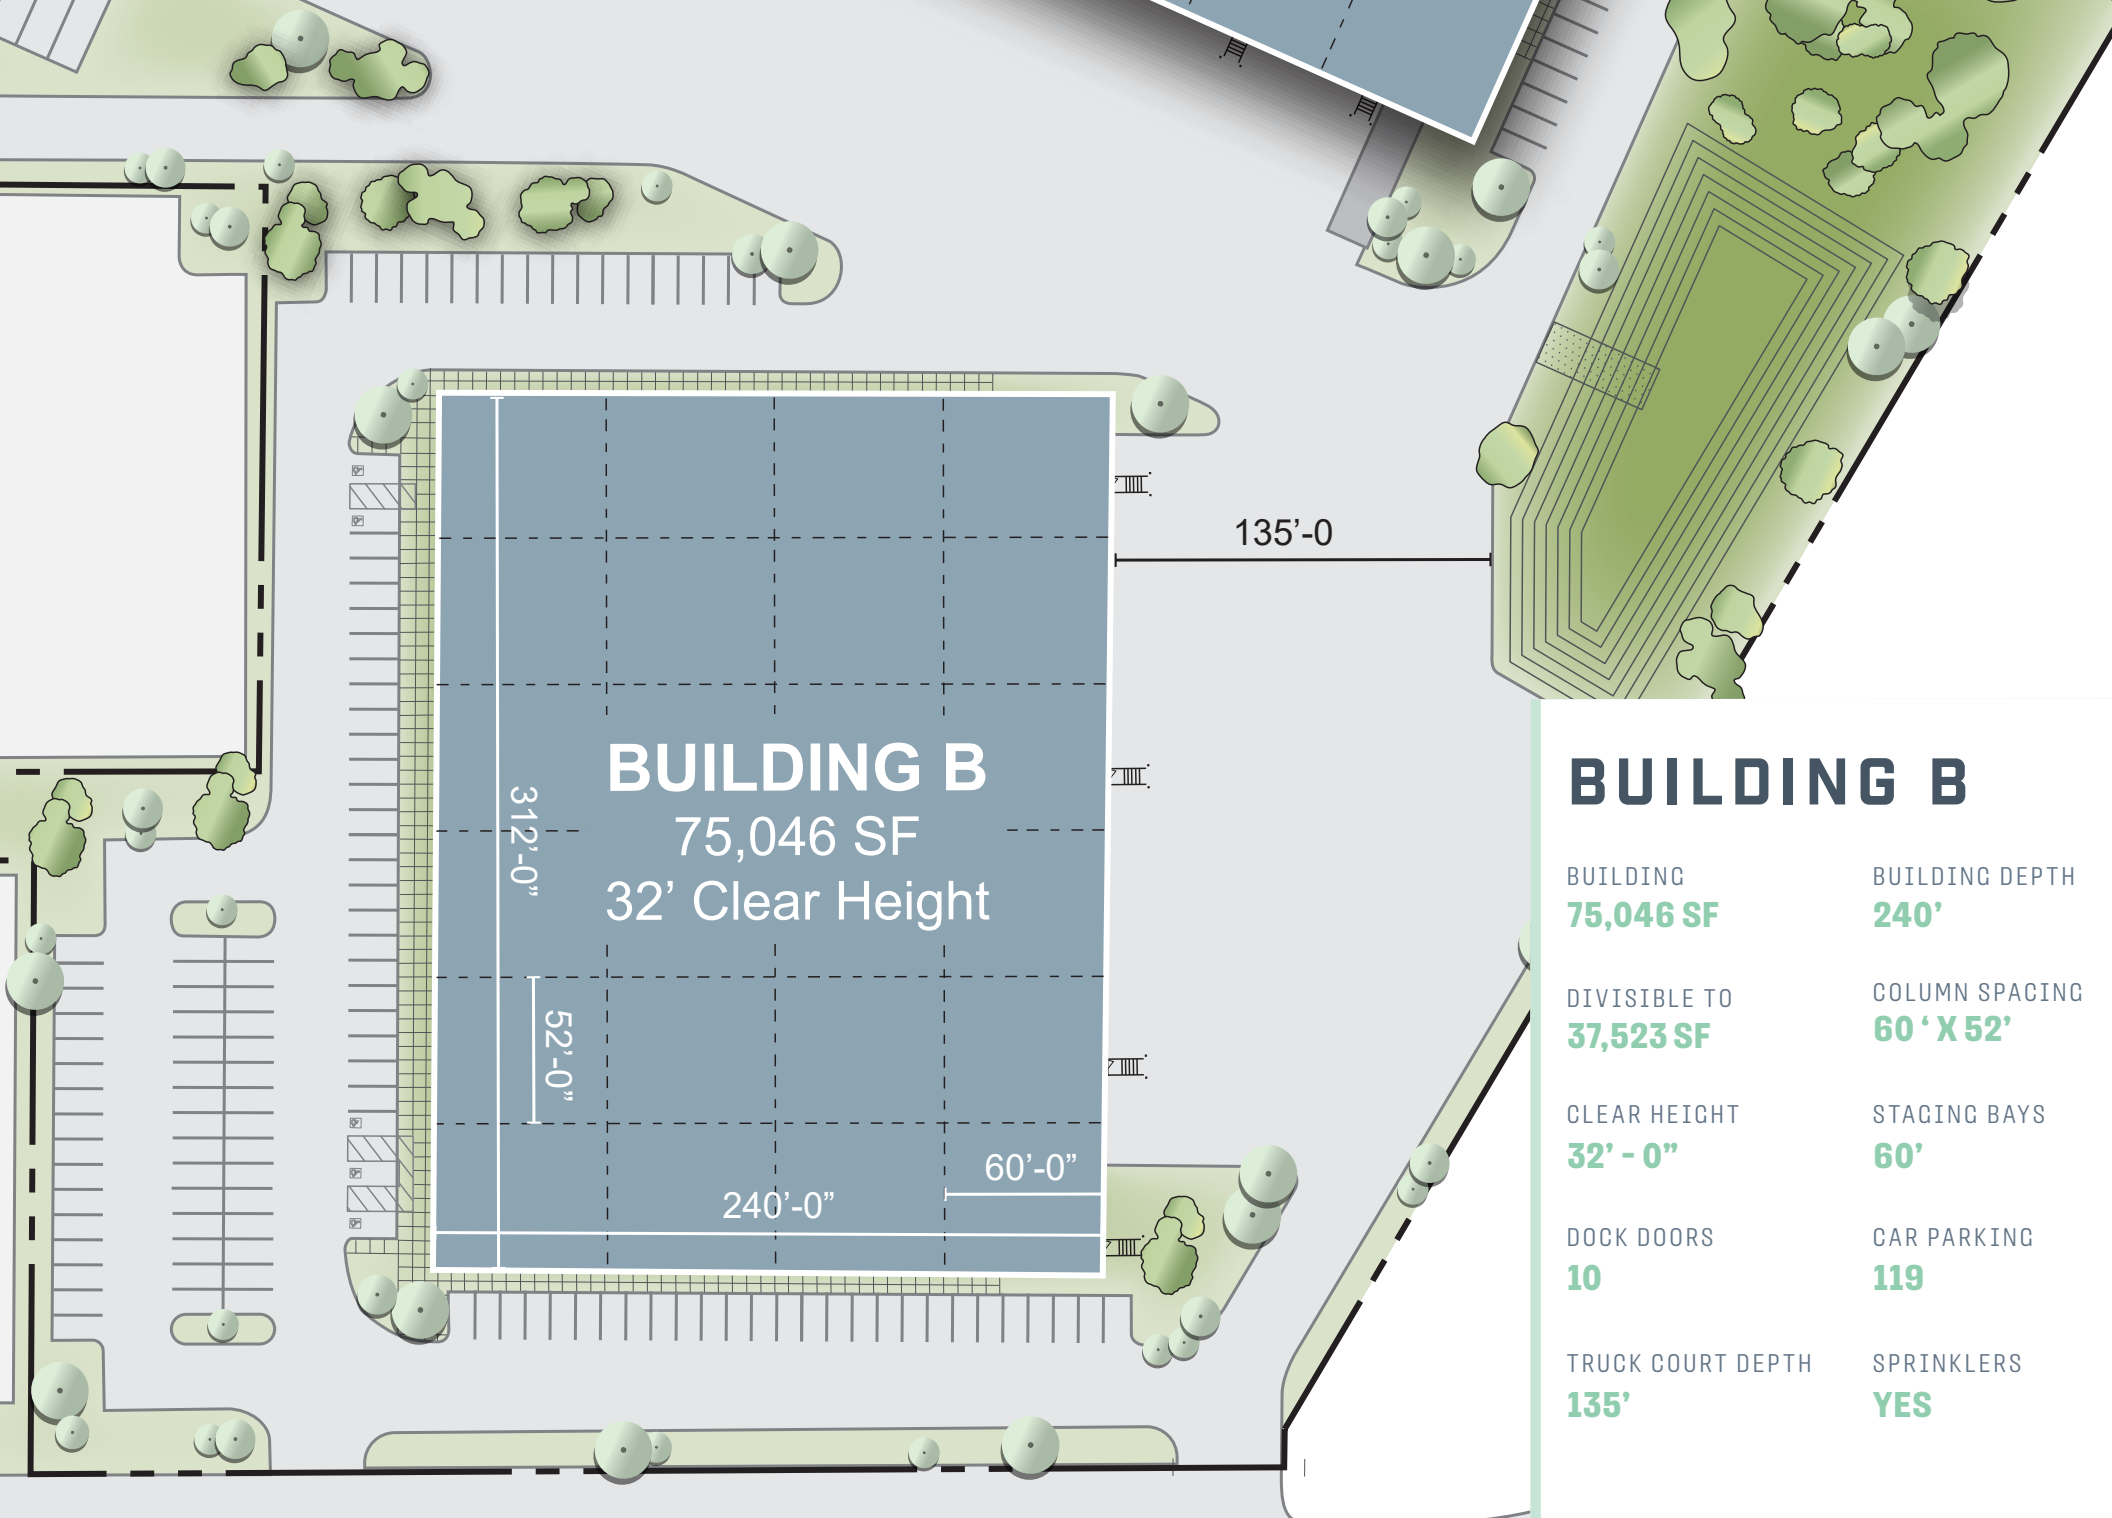 135’-0
BUILDING B
75,046 SF
32’ Clear Height
312’-0”
52’-0”
60’-0”
240’-0”
BUILDING B
BUILDING
75,046 SF
BUILDING DEPTH
240’
DIVISIBLE TO
37,523 SF
COLUMN SPACING
60 ‘ X 52’
CLEAR HEIGHT
32’ - 0”
STAGING BAYS
60’
DOCK DOORS
10
CAR PARKING
119
TRUCK COURT DEPTH
135’
SPRINKLERS
YES